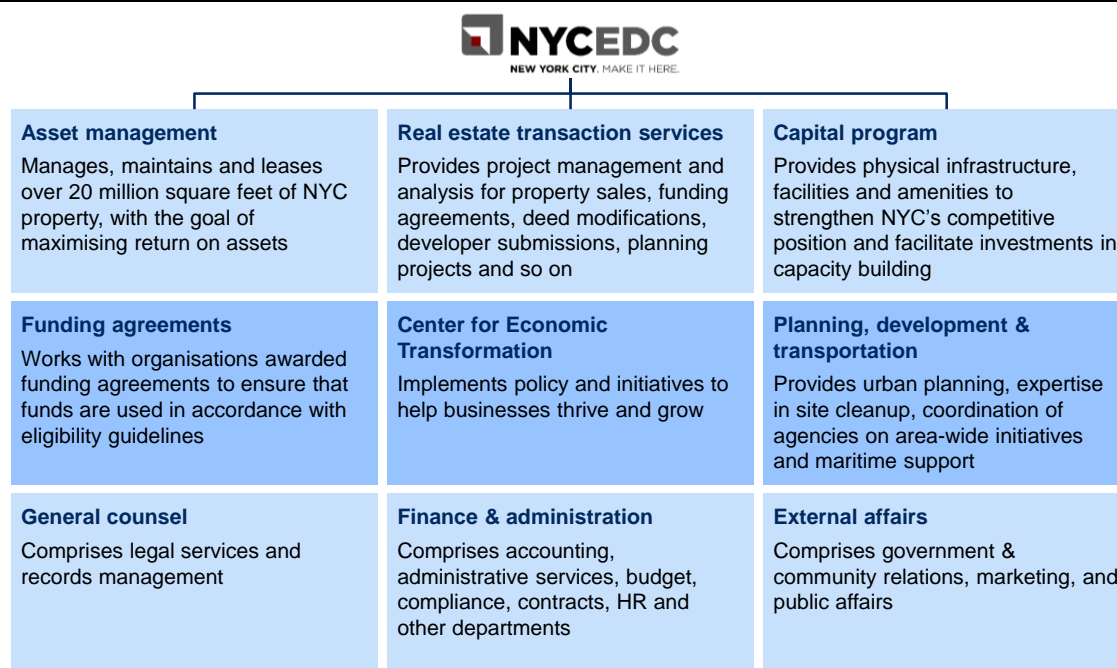 NYCEDC
NEW YORK CITY. MAKE IT HERE.
Asset management
Manages, maintains and leases
over 20 million square feet of NYC
property, with the goal of
maximising return on assets
Real estate transaction services
Provides project management and
analysis for property sales, funding
agreements, deed modifications,
developer submissions, planning
projects and so on
Capital program
Provides physical infrastructure,
facilities and amenities to
strengthen NYC's competitive
position and facilitate investments in
capacity building
Funding agreements
Works with organisations awarded
funding agreements to ensure that
funds are used in accordance with
eligibility guidelines
Center for Economic
Transformation
Implements policy and initiatives to
help businesses thrive and grow
Planning, development &
transportation
Provides urban planning, expertise
in site cleanup, coordination of
agencies on area-wide initiatives
and maritime support
General counsel
Comprises legal services and
records management
Finance & administration
Comprises accounting,
administrative services, budget,
compliance, contracts, HR and
other departments
External affairs
Comprises government &
community relations, marketing, and
public affairs